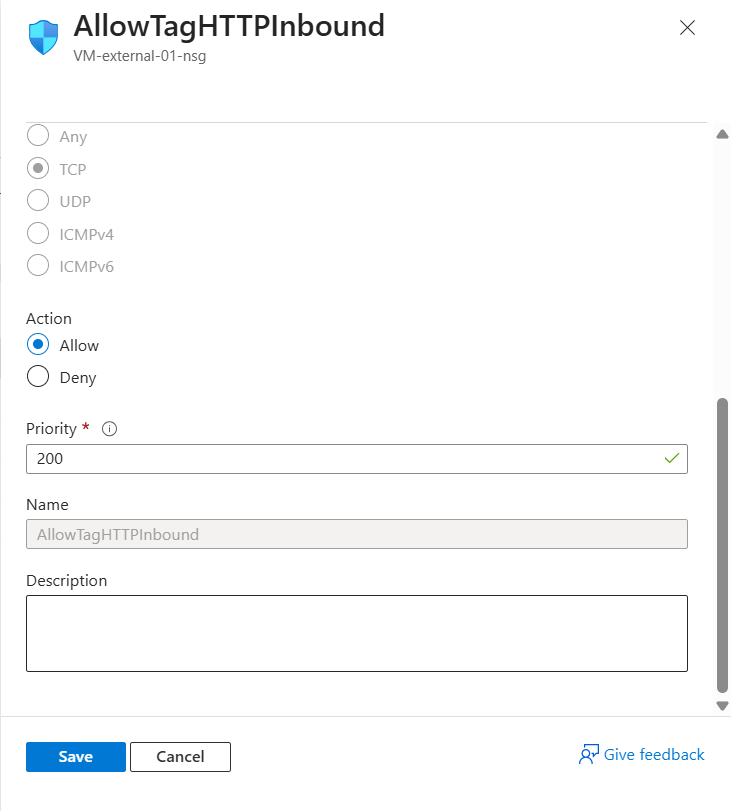 AllowTagHTTPInbound
VM-external-01-nsg
Any
TCP
UDP
ICMPv4
ICMPv6
Action
Allow
Deny
Priority *
200
Name
AllowTagHTTPInbound
Description
Save
Cancel
Give feedback